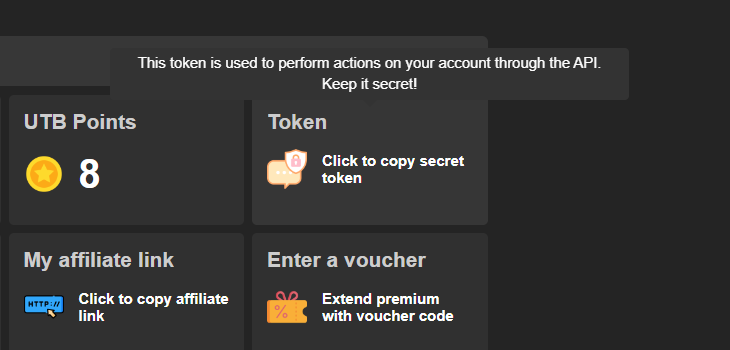 This token is used to perform actions on your account through the API.
Keep it secret!
UTB Points
8
Token
Click to copy secret
token
My affiliate link
HTTP://
Click to copy affiliate
link
Enter a voucher
%
Extend premium
with voucher code